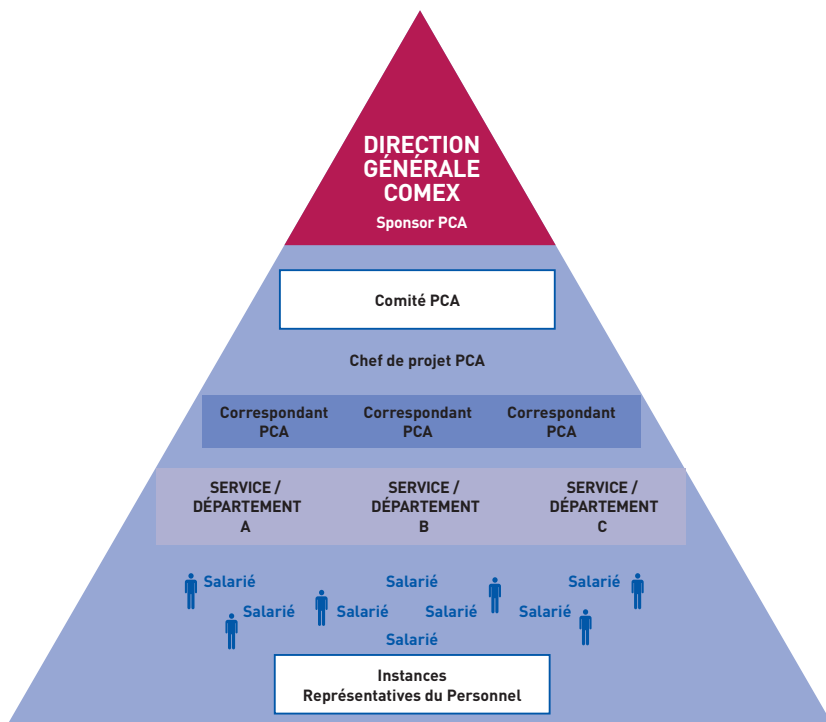 DIRECTION
GÉNÉRALE
COMEX
Sponsor PCA
Comité PCA
Chef de projet PCA
Correspondant
PCA
Correspondant
PCA
Correspondant
PCA
SERVICE /
DÉPARTEMENT
A
SERVICE /
DÉPARTEMENT
B
SERVICE /
DÉPARTEMENT
C
Salarié
Salarié
Salarié
Salarié
Salarié
Salarié
Salarié
Salarié
Instances
Représentatives du Personnel